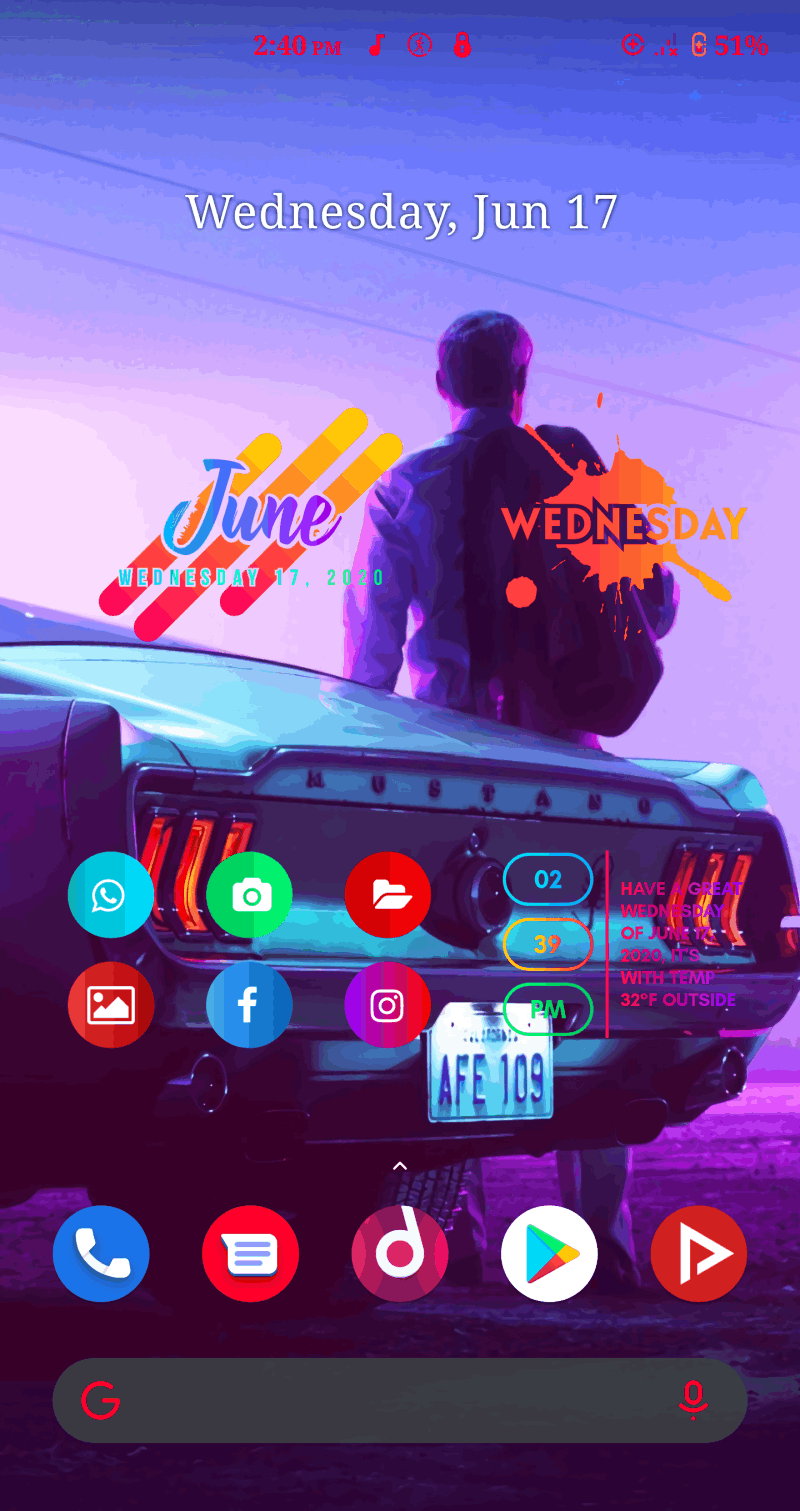 2:40 PM
51%
Wednesday, Jun 17
June
WEDNESDAY 17, 2020
WEDNESDAY
MUSTANG
02
39
PM
HAVE A GREAT
WEDNESDAY
OF JUNE 17,
2020, IT'S
WITH TEMP
32°F OUTSIDE
AFE 109